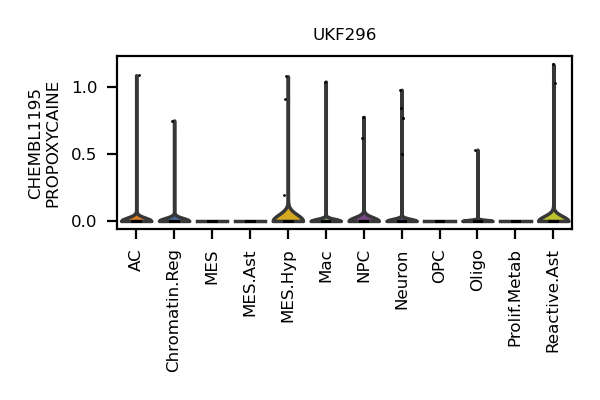 UKF296
CHEMBL1195
PROPOXYCAINE
1.0
0.5
0.0
AC
Chromatin.Reg
MES
MES.Ast
MES.Hyp
Mac
NPC
Neuron
OPC
Oligo
Prolif.Metab
Reactive.Ast